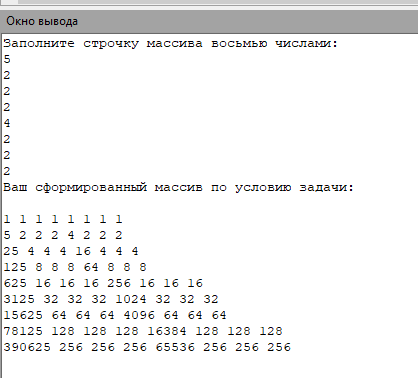 Окно вывода
Заполните строчку массива восьмью числами:
5
2
2
2
4
2
2
2
Ваш сформированный массив по условию задачи:
1 1 1 1 1 1 1 1
5 2 2 2 4 2 2 2
25 4 4 4 16 4 4 4
125 8 8 8 64 8 8 8
625 16 16 16 256 16 16 16
3125 32 32 32 1024 32 32 32
15625 64 64 64 4096 64 64 64
78125 128 128 128 16384 128 128 128
390625 256 256 256 65536 256 256 256